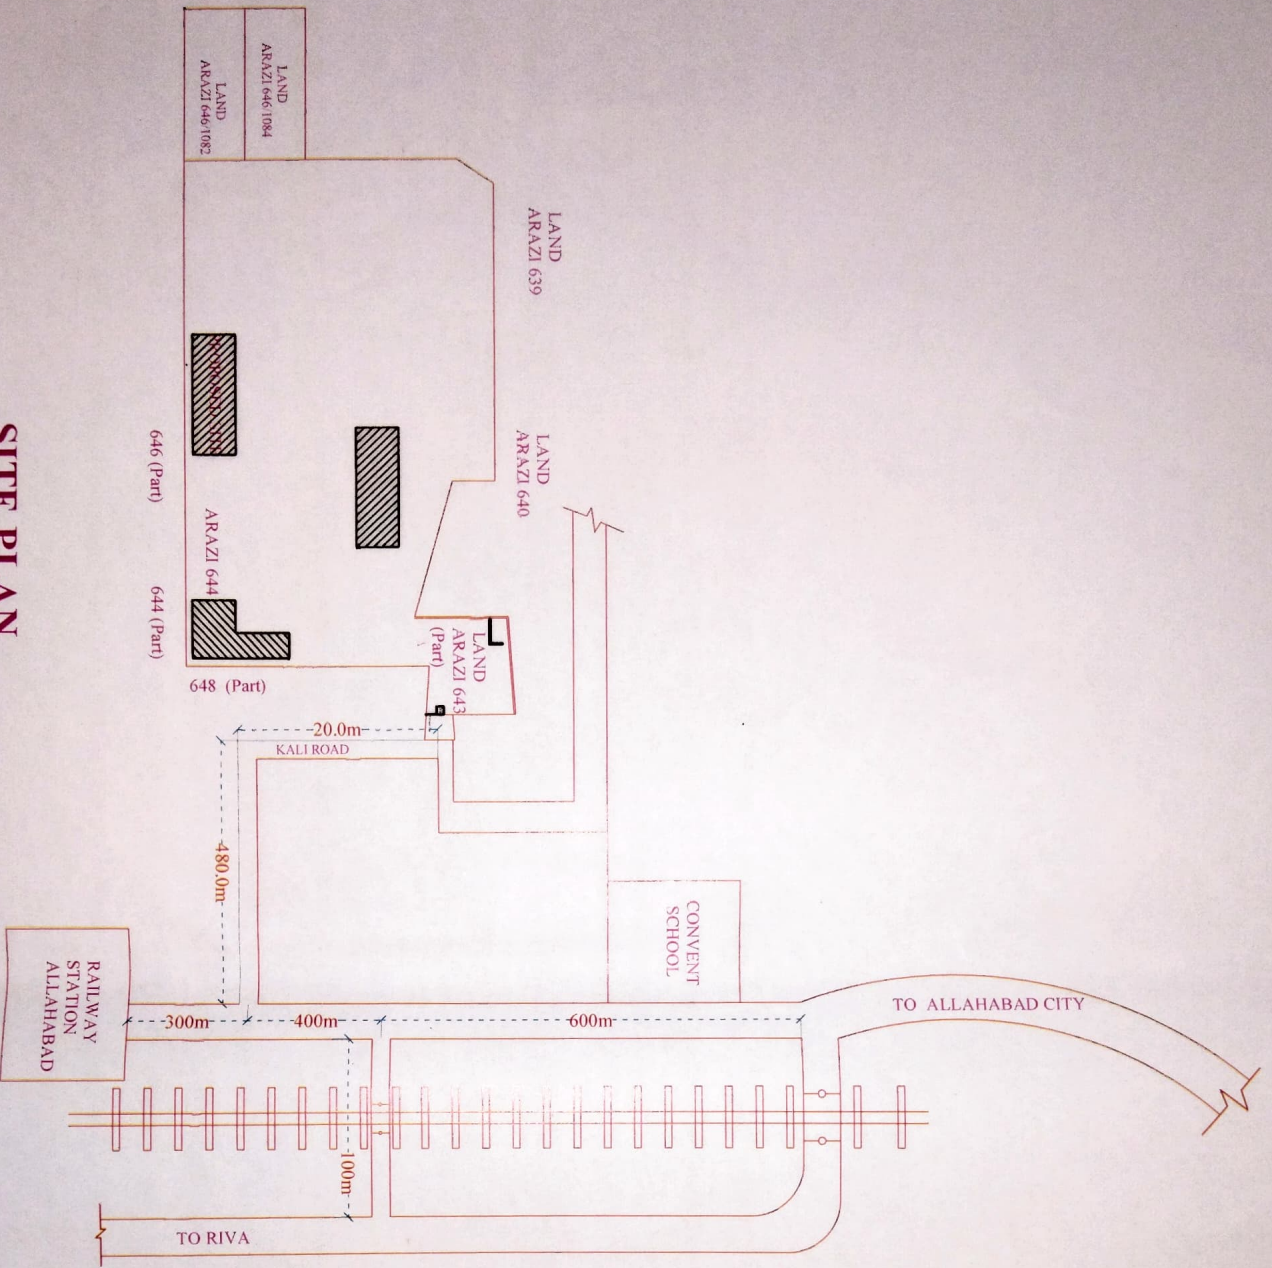 LAND
ARAZI 646/1084
LAND
ARAZI 646/1082
LAND
ARAZI 639
LAND
ARAZI 640
646 (Part)
ARAZI 644
644 (Part)
LAND
ARAZI 643
(Part)
648 (Part)
20.0m
KALI ROAD
480.0m
CONVENT
SCHOOL
RAILWAY
STATION
ALLAHABAD
300m
400m
600m
TO ALLAHABAD CITY
100m
TO RIVA
SITE PLAN